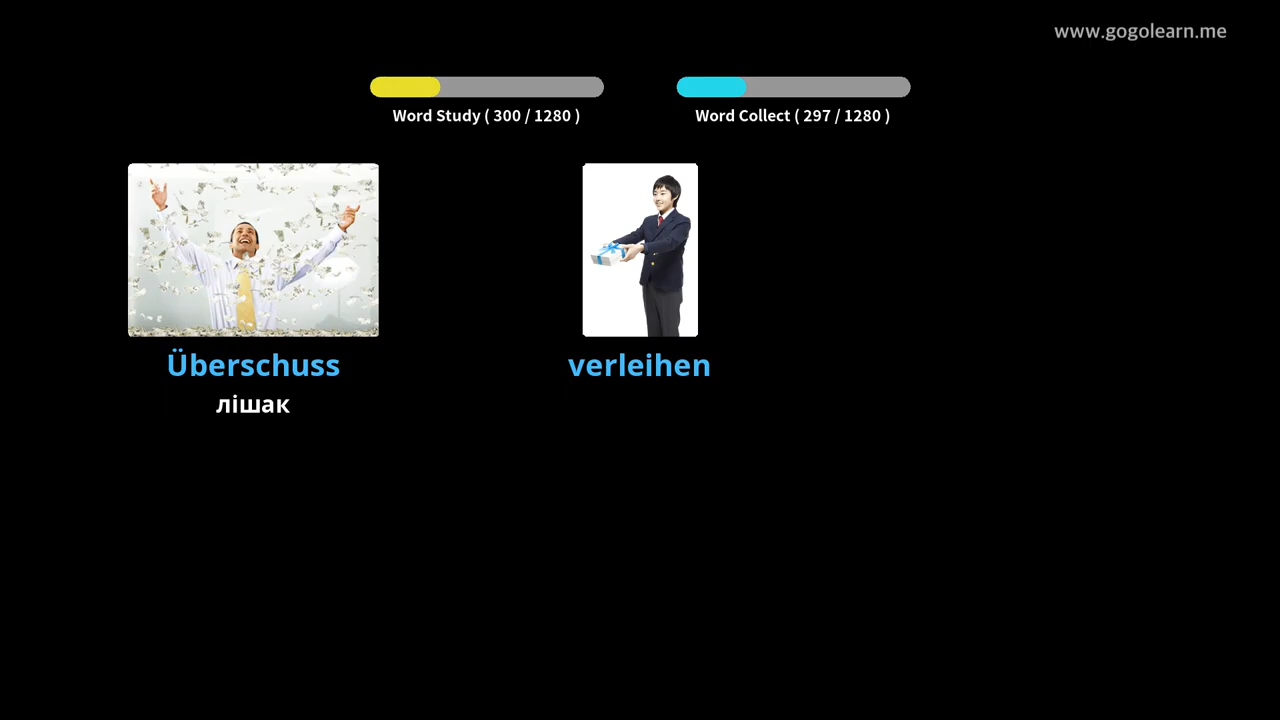 www.gogolearn.me
Word Study ( 300 / 1280 )
Word Collect ( 297 / 1280 )
Überschuss
лішак
verleihen